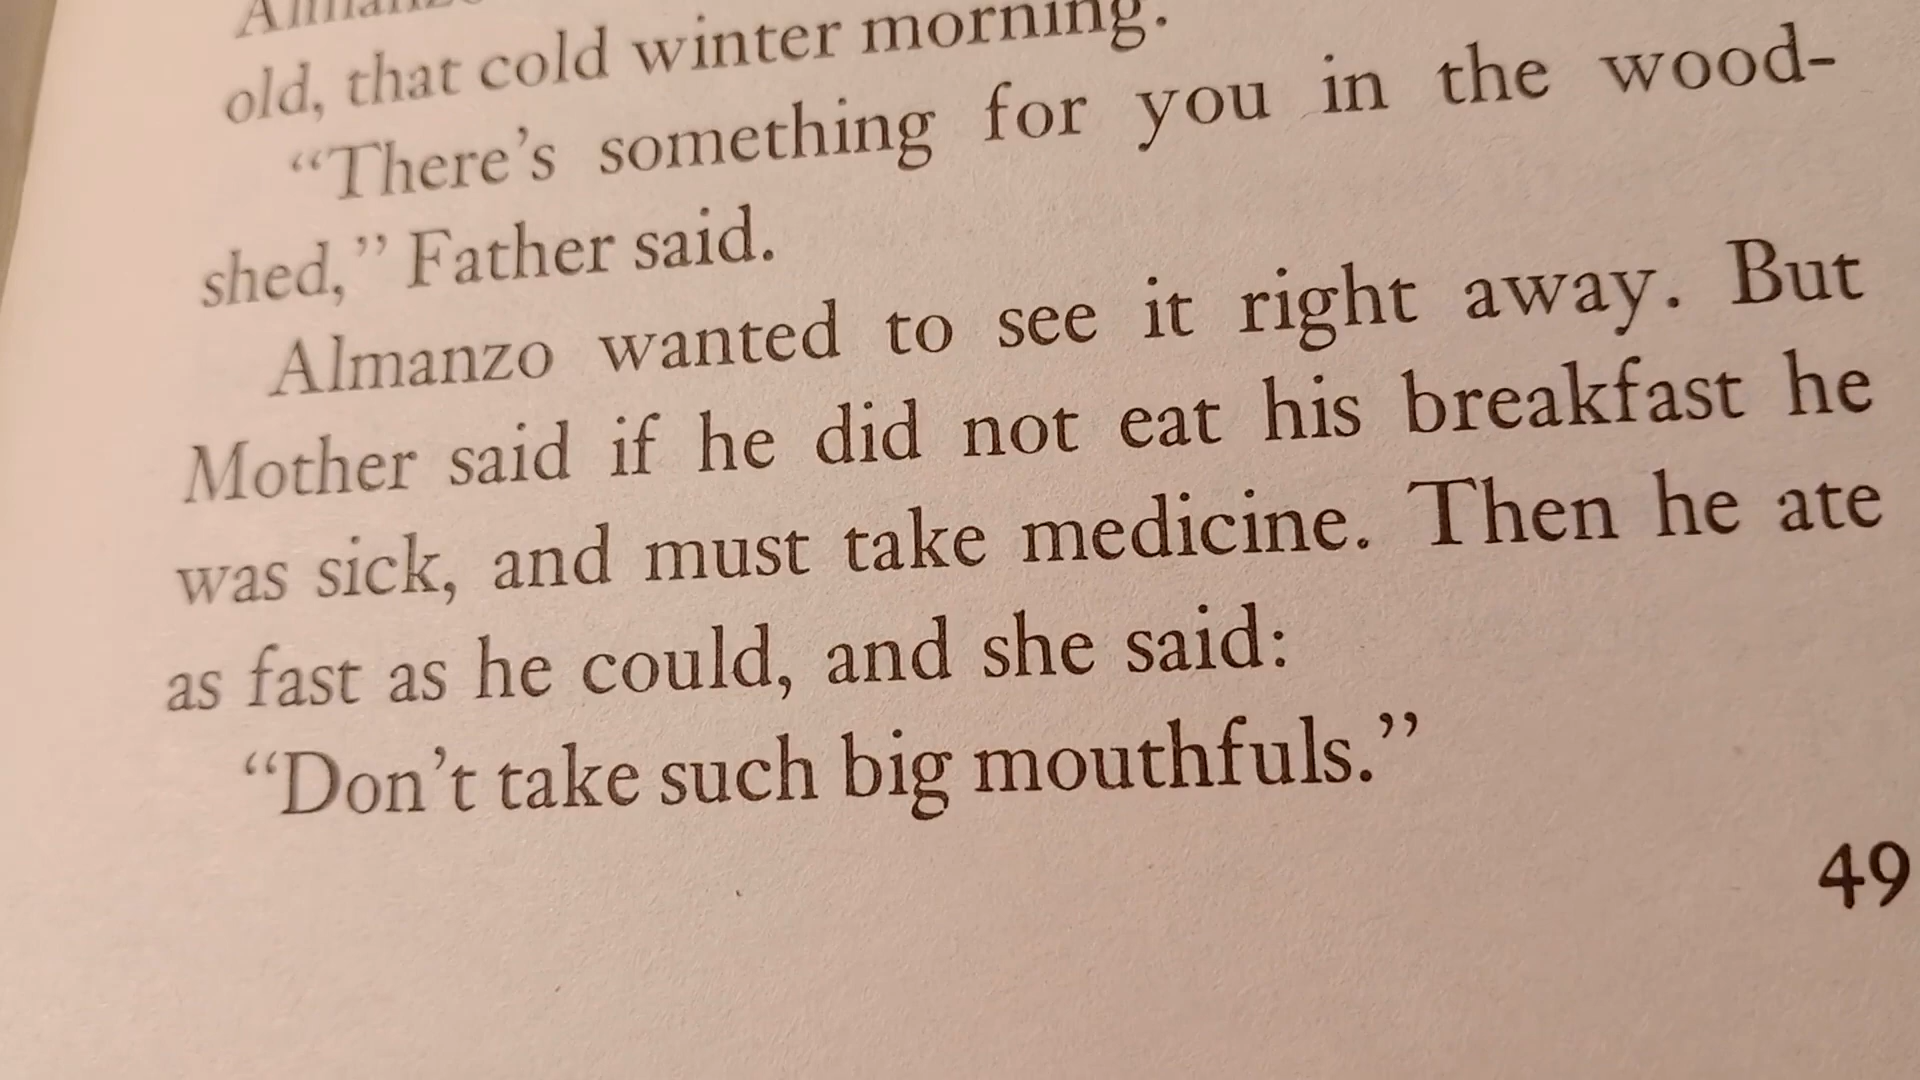 old, that cold winter morning.
“There’s something for you in the wood-
shed,” Father said.
Almanzo wanted to see it right away. But
Mother said if he did not eat his breakfast he
was sick, and must take medicine. Then he ate
as fast as he could, and she said:
“Don’t take such big mouthfuls.”
49